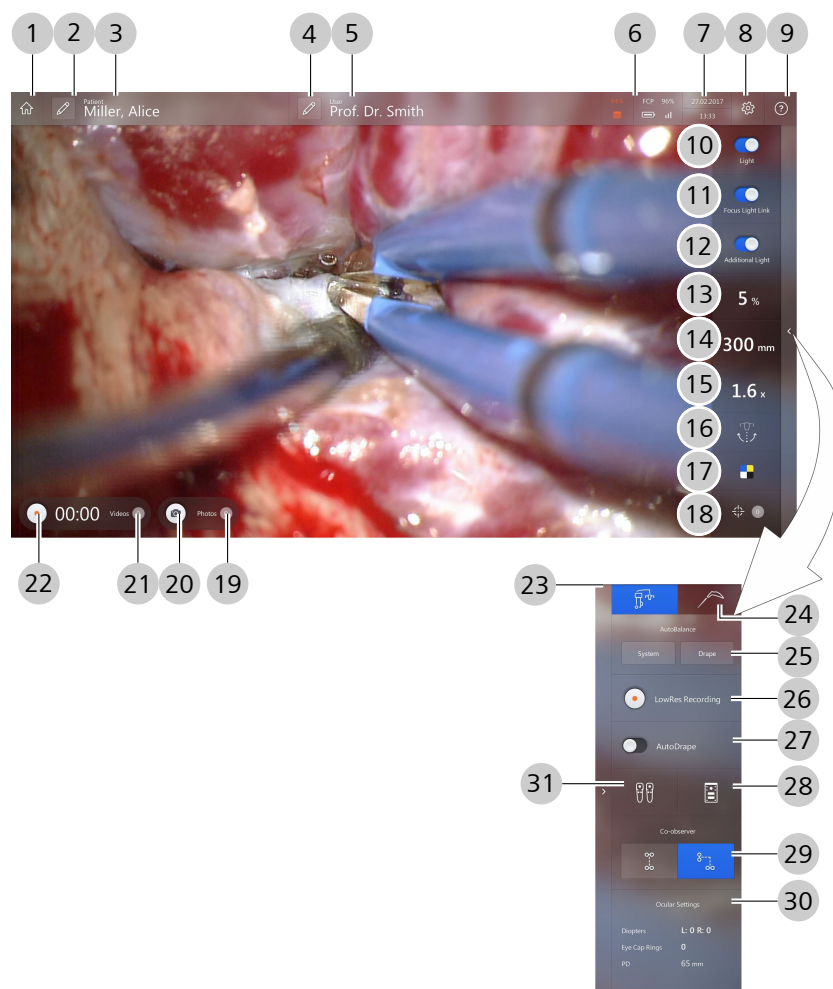 1 2 3 4 5 6 7 8 9
Patient
Miller, Alice
User
Prof. Dr. Smith
FCP 96%
27.02.2017
13:33
10
Light
11
Focus Light Link
12
Additional Light
13
5 %
14
300 mm
15
1.6 x
16
17
18
00:00 Videos Photos
22 21 20 19
23
24
AutoBalance
System Drape
25
LowRes Recording
26
AutoDrape
27
31
28
Co-observer
29
Ocular Settings
30
Diopters L: 0 R: 0
Eye Cap Rings 0
PD 65 mm